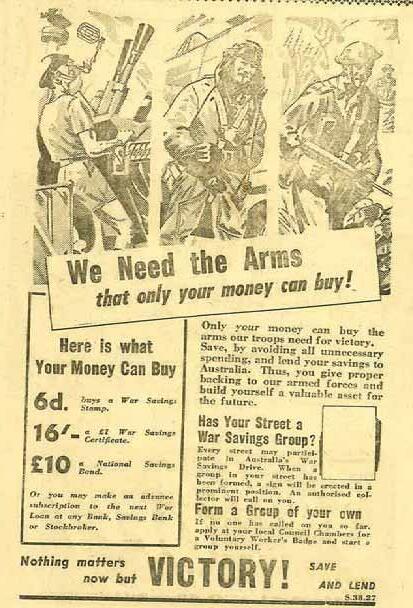 We Need the Arms
that only your money can buy!
Here is what
Your Money Can Buy
6d. buys a War Savings
Stamp.
16/- a £1 War Savings
Certificate.
£10 a National Savings
Bond.
Or you may make an advance
subscription to the next War
Loan at any Bank, Savings Bank
or Stockbroker.
Only your money can buy the
arms our troops need for victory.
Save, by avoiding all unnecessary
spending, and lend your savings to
Australia. Thus, you give proper
backing to our armed forces and
build yourself a valuable asset for
the future.
Has Your Street a
War Savings Group?
Every street may partici-
pate in Australia's War
Savings Drive. When a
group in your street has
been formed, a sign will be erected in a
prominent position. An authorised col-
lector will call on you.
Form a Group of your own
If no one has called on you so far,
apply at your local Council Chambers for
a Voluntary Worker's Badge and start a
group yourself.
Nothing matters
now but VICTORY!
SAVE
AND LEND
S.38.27